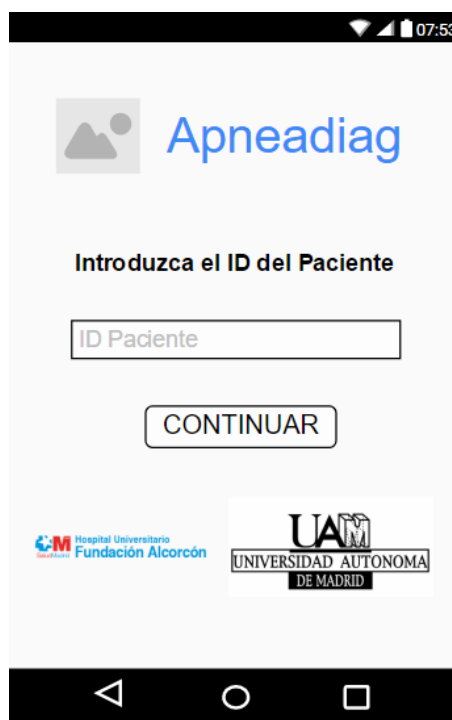 07:53
Apneadiag
Introduzca el ID del Paciente
ID Paciente
CONTINUAR
Hospital Universitario
Fundación Alcorcón
SaludMadrid
UAM
UNIVERSIDAD AUTONOMA
DE MADRID